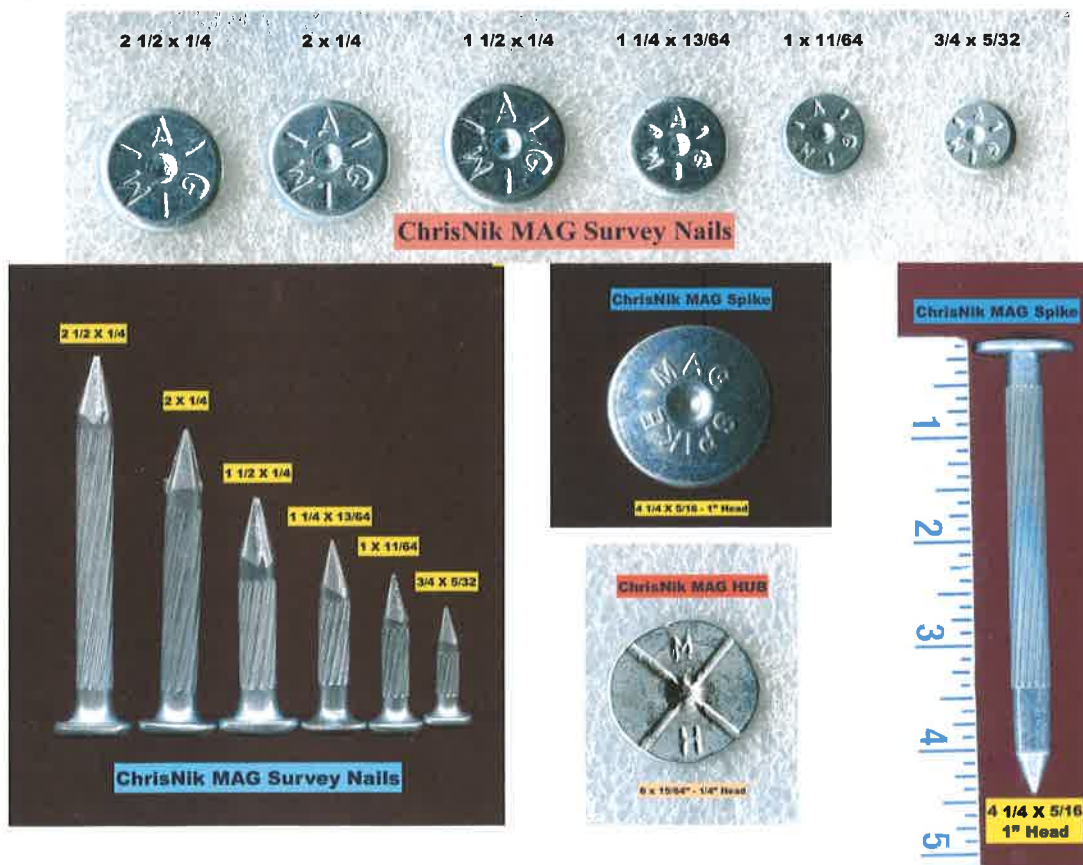 2 1/2 x 1/4
2 x 1/4
1 1/2 x 1/4
1 1/4 x 13/64
1 x 11/64
3/4 x 5/32
M A G
M A G
M A G
M A G
M A G
M A G
ChrisNik MAG Survey Nails
2 1/2 X 1/4
2 X 1/4
1 1/2 X 1/4
1 1/4 X 13/64
1 X 11/64
3/4 X 5/32
ChrisNik MAG Survey Nails
ChrisNik MAG Spike
MAG
SPIKE
4 1/4 X 5/16 - 1" Head
ChrisNik MAG HUB
M
H
ChrisNik MAG Spike
1
2
3
4
5
4 1/4 X 5/16
1" Head